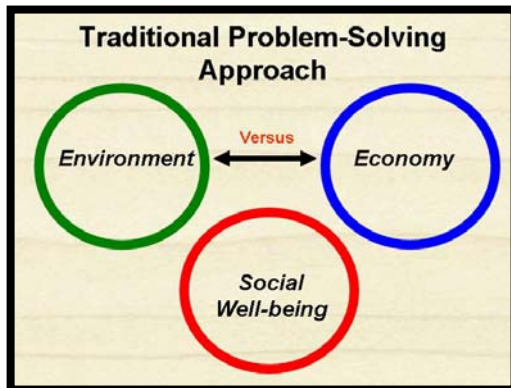 Traditional Problem-Solving
Approach
Versus
Environment
Economy
Social
Well-being